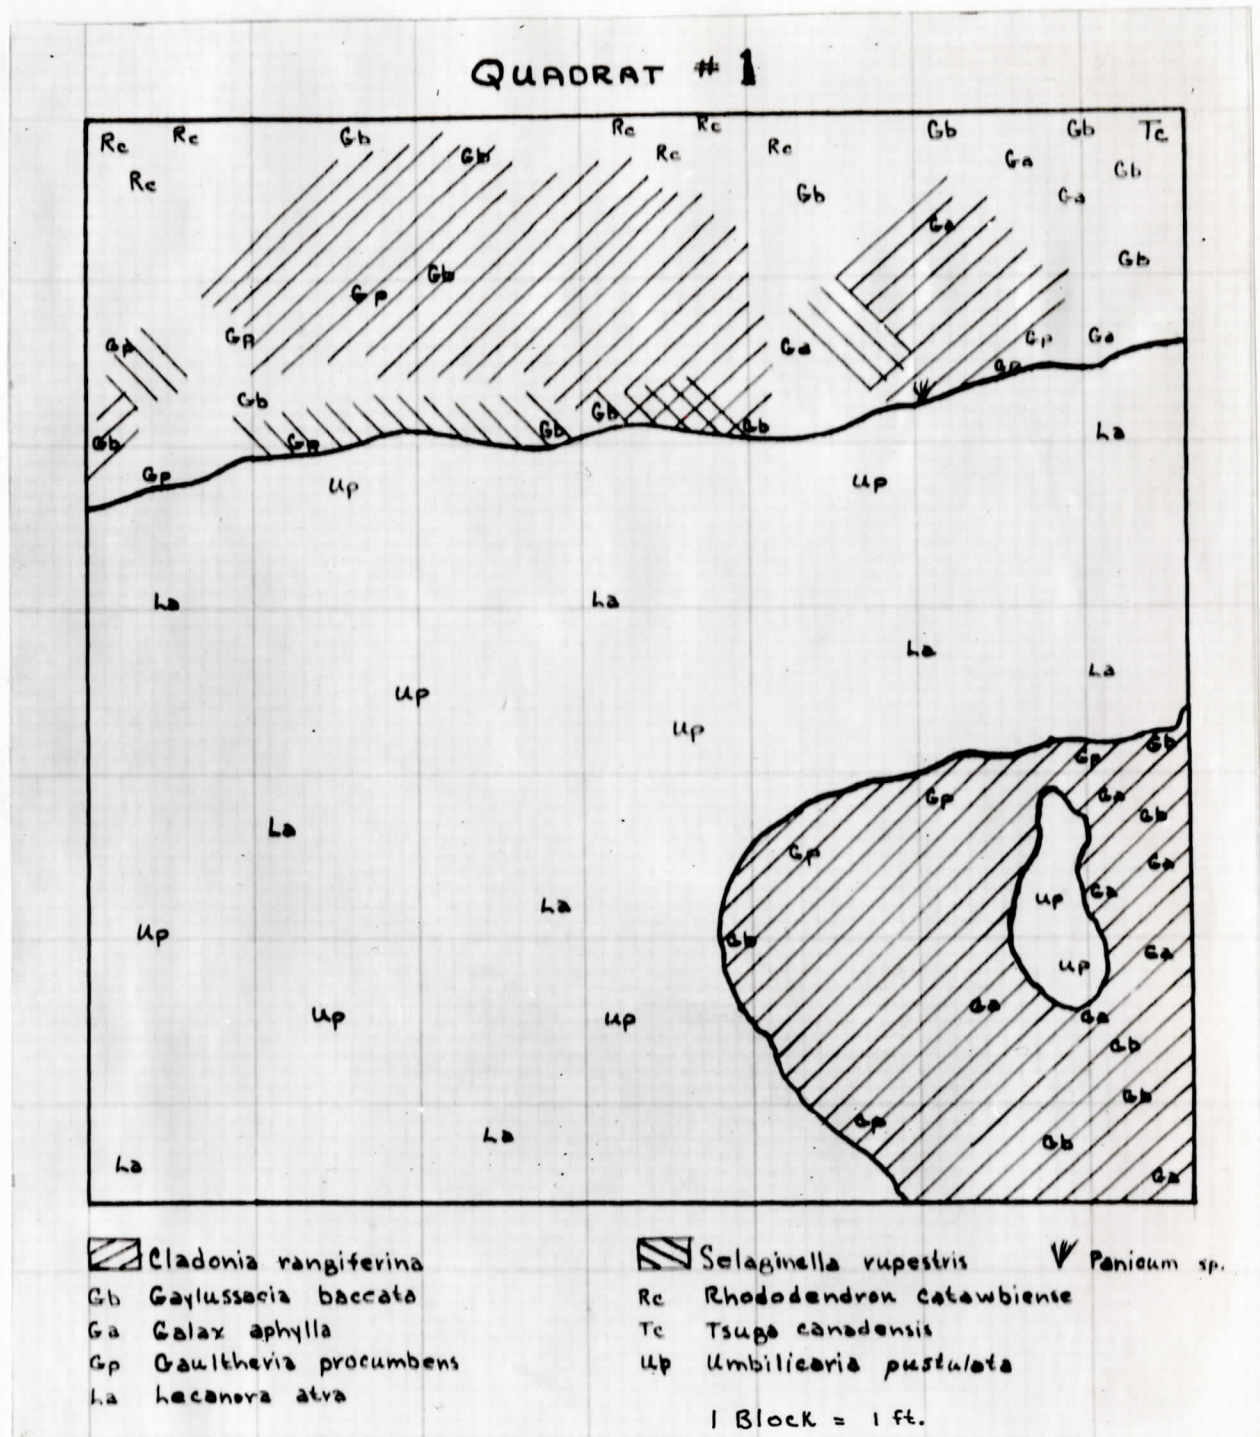 QUADRAT # 1
Rc Rc Gb Rc Rc Gb Gb Tc
Rc Rc Ga Gb
Rc Gb Gb Ga
Ga
Gb Gb
Gp
Gp Gp Ga Gp Ga
Gp
Gb Gb
Gb Gp Gb Gb La
Gp Up Up
La La
La
La
Up
Up
Gb
Gp
Gp Ga
Gb
La Gp
Ga
Up Ga
La
Up Gb Ga
Up
Ga
Up Up Ga
Gb
Gb
Gp
La Gb
La Ga
Cladonia rangiferina Selaginella rupestris Panicum sp.
Gb Gaylussacia baccata Rc Rhododendron catawbiense
Ga Galax aphylla Tc Tsuga canadensis
Gp Gaultheria procumbens Up Umbilicaria pustulata
La Lecanora atra
1 Block = 1 ft.